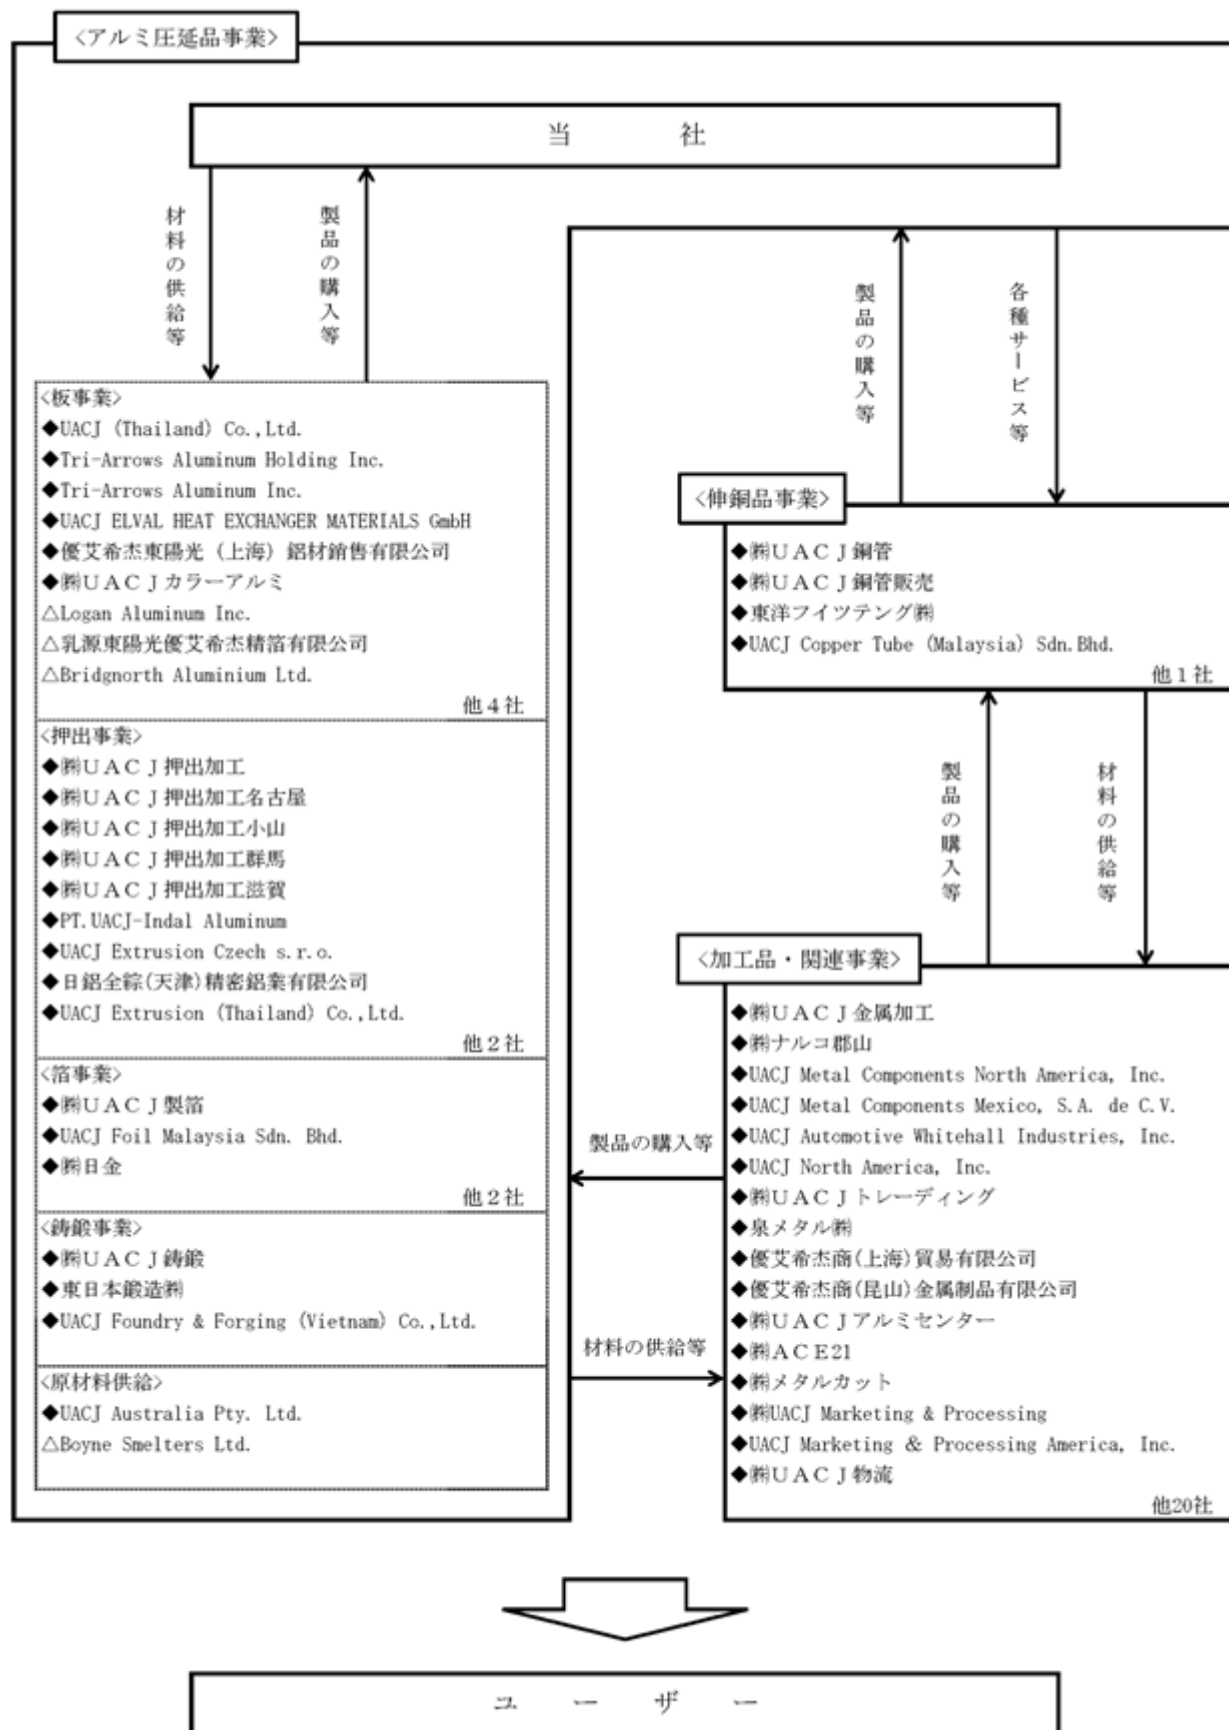 <アルミ圧延品事業>
当　　　社
材料の供給等
製品の購入等
製品の購入等
各種サービス等
<板事業>
◆UACJ (Thailand) Co.,Ltd.
◆Tri-Arrows Aluminum Holding Inc.
◆Tri-Arrows Aluminum Inc.
◆UACJ ELVAL HEAT EXCHANGER MATERIALS GmbH
◆優艾希杰東陽光（上海）鋁材銷售有限公司
◆㈱ＵＡＣＪカラーアルミ
△Logan Aluminum Inc.
△乳源東陽光優艾希杰精箔有限公司
△Bridgnorth Aluminium Ltd.
他４社
<押出事業>
◆㈱ＵＡＣＪ押出加工
◆㈱ＵＡＣＪ押出加工名古屋
◆㈱ＵＡＣＪ押出加工小山
◆㈱ＵＡＣＪ押出加工群馬
◆㈱ＵＡＣＪ押出加工滋賀
◆PT.UACJ-Indal Aluminum
◆UACJ Extrusion Czech s.r.o.
◆日鋁全綜(天津)精密鋁業有限公司
◆UACJ Extrusion (Thailand) Co.,Ltd.
他２社
<箔事業>
◆㈱ＵＡＣＪ製箔
◆UACJ Foil Malaysia Sdn. Bhd.
◆㈱日金
他２社
<鋳鍛事業>
◆㈱ＵＡＣＪ鋳鍛
◆東日本鍛造㈱
◆UACJ Foundry & Forging (Vietnam) Co.,Ltd.
<原材料供給>
◆UACJ Australia Pty. Ltd.
△Boyne Smelters Ltd.
<伸銅品事業>
◆㈱ＵＡＣＪ銅管
◆㈱ＵＡＣＪ銅管販売
◆東洋フイツテング㈱
◆UACJ Copper Tube (Malaysia) Sdn.Bhd.
他１社
製品の購入等
材料の供給等
<加工品・関連事業>
◆㈱ＵＡＣＪ金属加工
◆㈱ナルコ郡山
◆UACJ Metal Components North America, Inc.
◆UACJ Metal Components Mexico, S.A. de C.V.
◆UACJ Automotive Whitehall Industries, Inc.
◆UACJ North America, Inc.
◆㈱ＵＡＣＪトレーディング
◆泉メタル㈱
◆優艾希杰商(上海)貿易有限公司
◆優艾希杰商(昆山)金属制品有限公司
◆㈱ＵＡＣＪアルミセンター
◆㈱ＡＣＥ21
◆㈱メタルカット
◆㈱UACJ Marketing & Processing
◆UACJ Marketing ＆ Processing America, Inc.
◆㈱ＵＡＣＪ物流
他20社
製品の購入等
材料の供給等
ユ　ー　ザ　ー